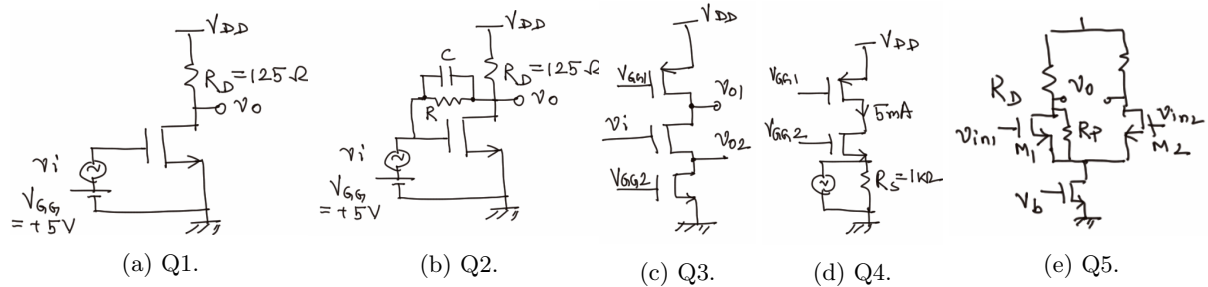 VDD
RD=125Ω
vo
vi
VGG
=+5V
(a) Q1.
VDD
C
RD=125Ω
R
vo
vi
VGG
=+5V
(b) Q2.
VDD
VGG1
vo1
vi
vo2
VGG2
(c) Q3.
VDD
VGG1
5mA
VGG2
RS=1kΩ
(d) Q4.
RD
vo
vin1
RP
vin2
M1
M2
Vb
(e) Q5.